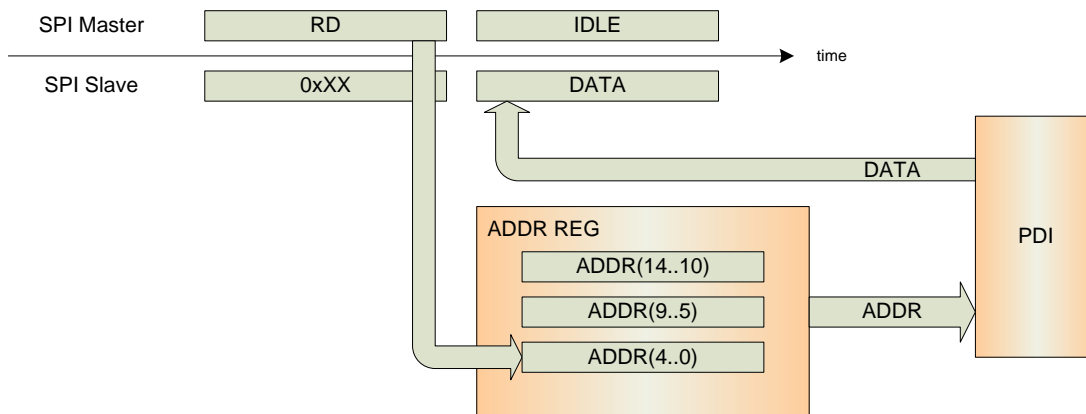 SPI Master RD IDLE
time
SPI Slave 0xXX DATA
DATA
PDI
ADDR REG
ADDR(14..10)
ADDR(9..5)
ADDR
ADDR(4..0)